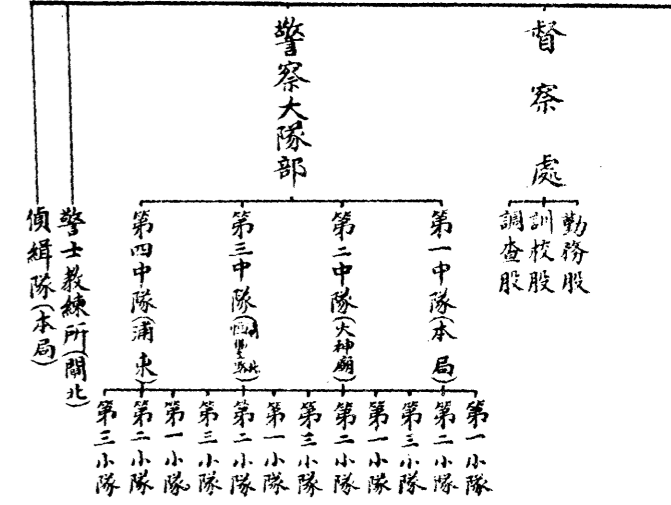 督察處
勤務股
訓校股
調查股
警察大隊部
第一中隊(本局)
第一小隊
第二小隊
第三小隊
第二中隊(火神廟)
第一小隊
第二小隊
第三小隊
第三中隊
第一小隊
第二小隊
第三小隊
第四中隊(浦東)
第一小隊
第二小隊
第三小隊
警士教練所(閘北)
偵緝隊(本局)